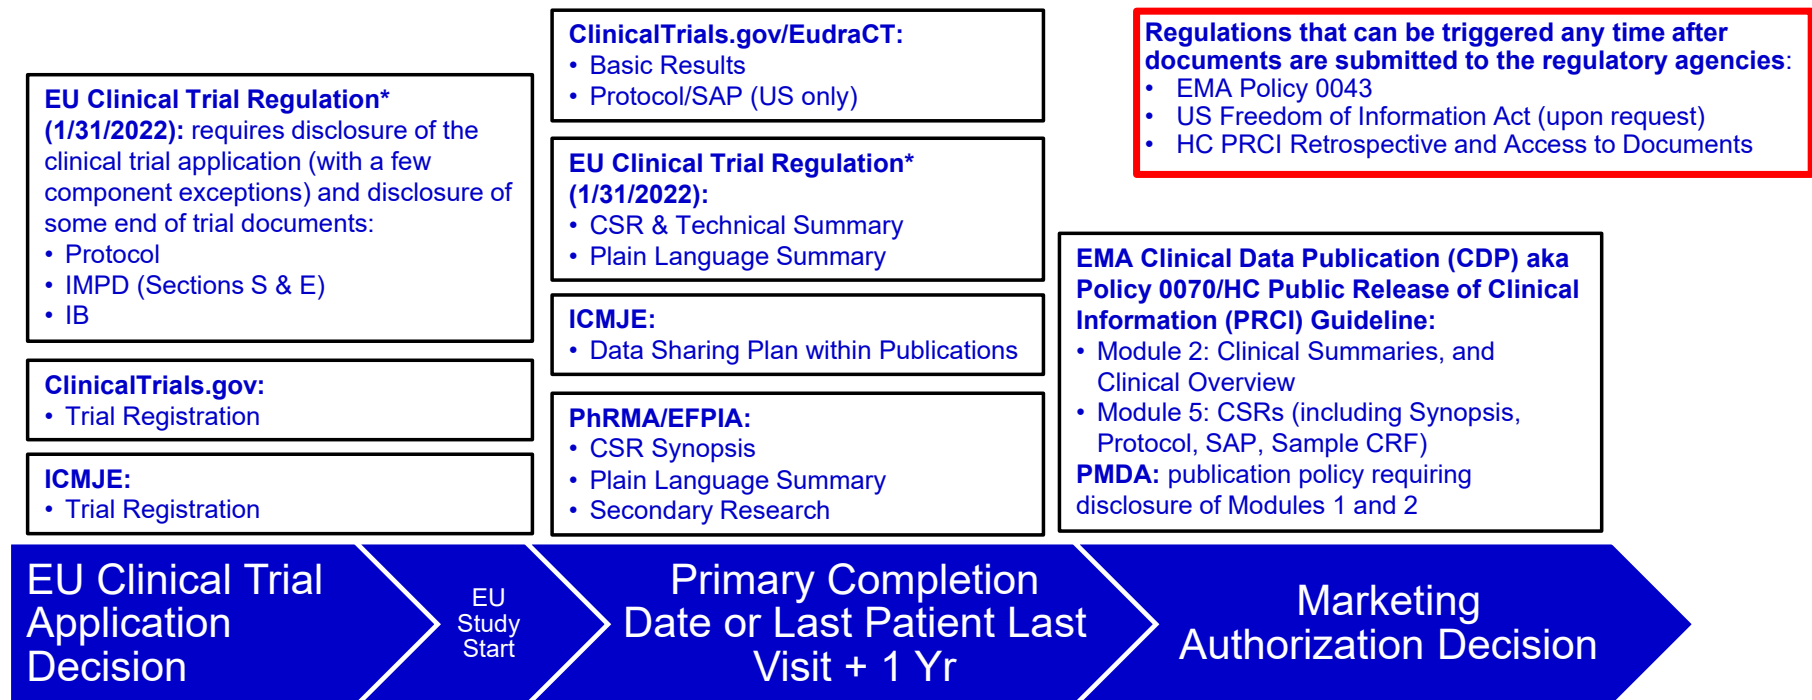 EU Clinical Trial Regulation*
(1/31/2022): requires disclosure of the
clinical trial application (with a few
component exceptions) and disclosure of
some end of trial documents:
• Protocol
• IMPD (Sections S & E)
• IB
ClinicalTrials.gov:
• Trial Registration
ICMJE:
• Trial Registration
ClinicalTrials.gov/EudraCT:
• Basic Results
• Protocol/SAP (US only)
EU Clinical Trial Regulation*
(1/31/2022):
• CSR & Technical Summary
• Plain Language Summary
ICMJE:
• Data Sharing Plan within Publications
PhRMA/EFPIA:
• CSR Synopsis
• Plain Language Summary
• Secondary Research
Regulations that can be triggered any time after
documents are submitted to the regulatory agencies:
• EMA Policy 0043
• US Freedom of Information Act (upon request)
• HC PRCI Retrospective and Access to Documents
EMA Clinical Data Publication (CDP) aka
Policy 0070/HC Public Release of Clinical
Information (PRCI) Guideline:
• Module 2: Clinical Summaries, and
Clinical Overview
• Module 5: CSRs (including Synopsis,
Protocol, SAP, Sample CRF)
PMDA: publication policy requiring
disclosure of Modules 1 and 2
EU Clinical Trial
Application
Decision
EU
Study
Start
Primary Completion
Date or Last Patient Last
Visit + 1 Yr
Marketing
Authorization Decision